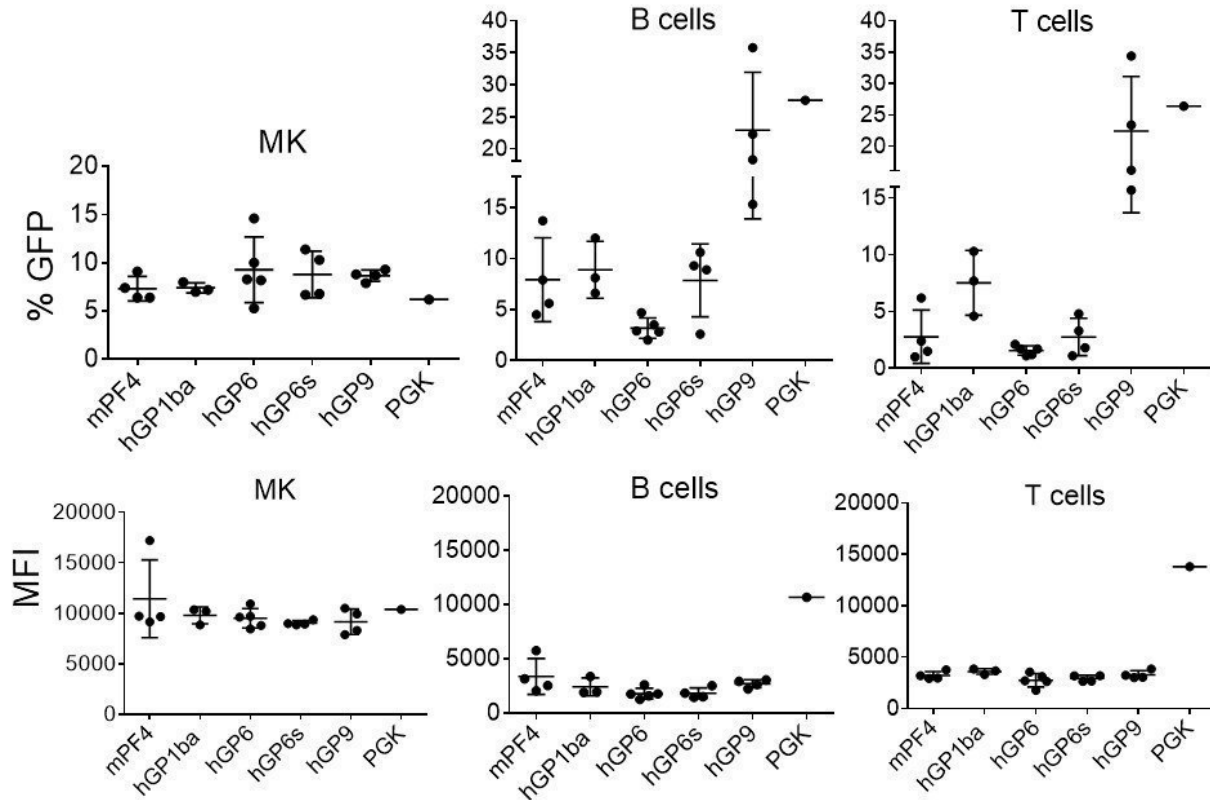 MK
% GFP
20
15
10
5
0
mPF4
hGP1ba
hGP6
hGP6s
hGP9
PGK
B cells
40
35
30
25
20
15
10
5
0
mPF4
hGP1ba
hGP6
hGP6s
hGP9
PGK
T cells
40
35
30
25
20
15
10
5
0
mPF4
hGP1ba
hGP6
hGP6s
hGP9
PGK
MK
MFI
20000
15000
10000
5000
0
mPF4
hGP1ba
hGP6
hGP6s
hGP9
PGK
B cells
20000
15000
10000
5000
0
mPF4
hGP1ba
hGP6
hGP6s
hGP9
PGK
T cells
20000
15000
10000
5000
0
mPF4
hGP1ba
hGP6
hGP6s
hGP9
PGK